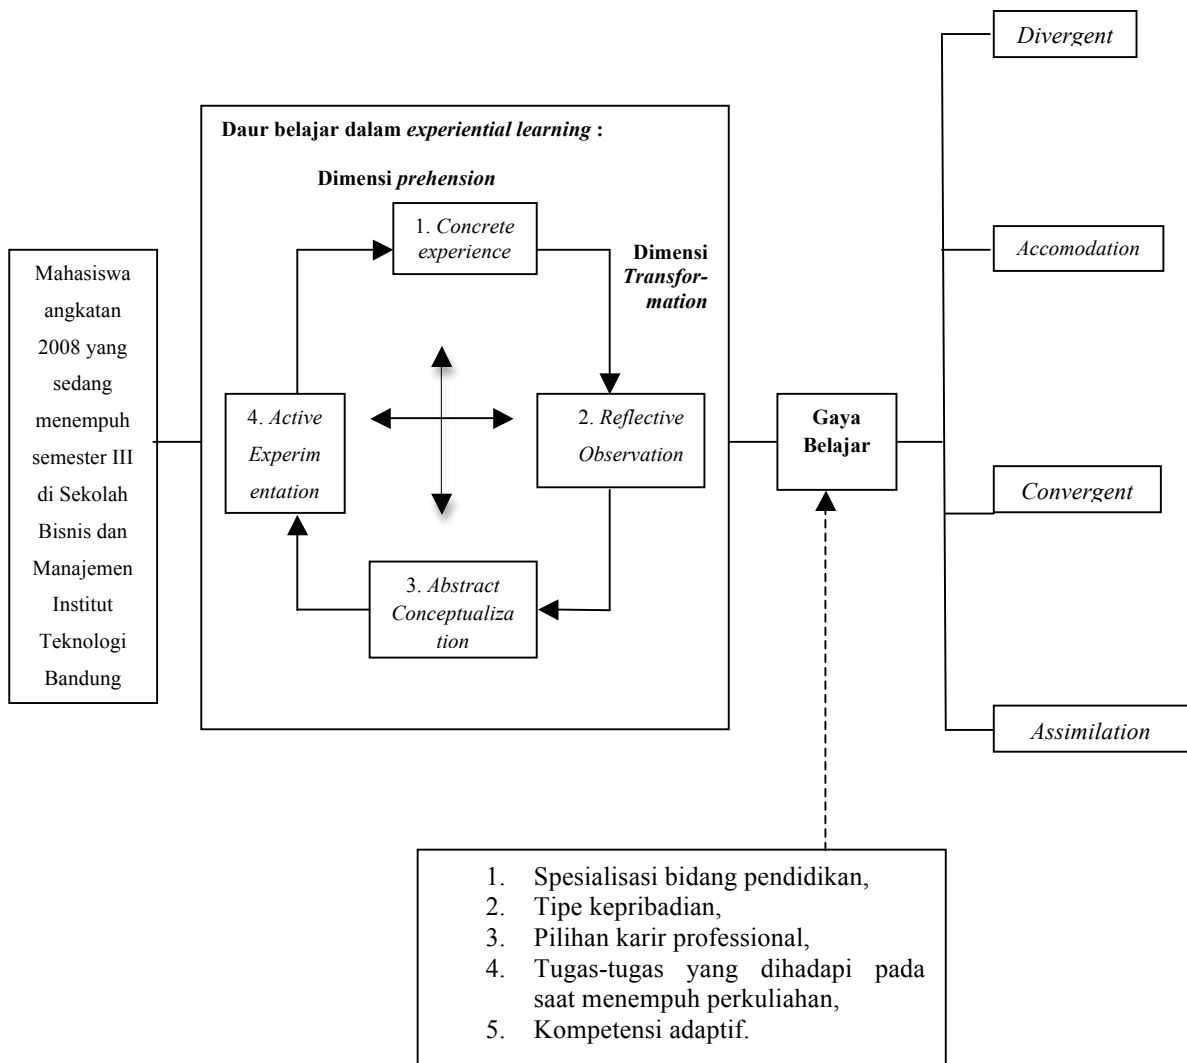 Divergent
Daur belajar dalam experiential learning :
Dimensi prehension
1. Concrete
experience
Dimensi
Transfor-
mation
Accomodation
Mahasiswa
angkatan
2008 yang
sedang
menempuh
semester III
di Sekolah
Bisnis dan
Manajemen
Institut
Teknologi
Bandung
4. Active
Experim
entation
2. Reflective
Observation
3. Abstract
Conceptualiza
tion
Gaya
Belajar
Convergent
Assimilation
1. Spesialisasi bidang pendidikan,
2. Tipe kepribadian,
3. Pilihan karir professional,
4. Tugas-tugas yang dihadapi pada
saat menempuh perkuliahan,
5. Kompetensi adaptif.